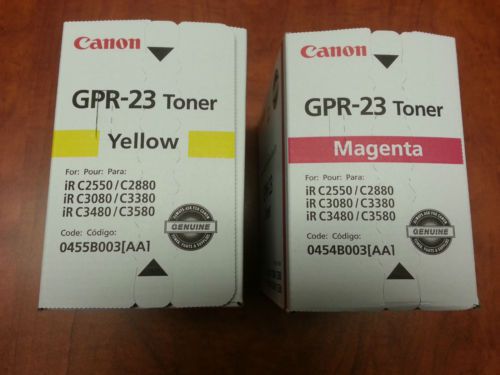 Canon
GPR-23 Toner
Yellow
For: Pour: Para:
iR C2550 / C2880
iR C3080 / C3380
iR C3480 / C3580
GENUINE
Code: Código:
0455B003[AA]
Canon
GPR-23 Toner
Magenta
For: Pour: Para:
iR C2550 / C2880
iR C3080 / C3380
iR C3480 / C3580
GENUINE
Code: Código:
0454B003[AA]